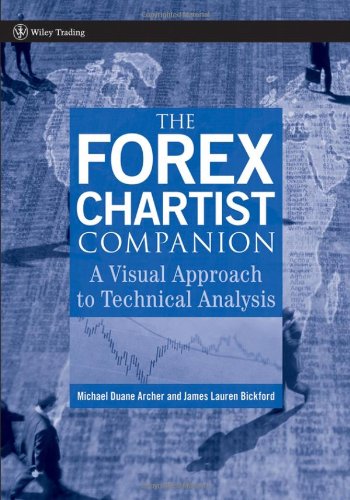 Wiley Trading
THE
FOREX
CHARTIST
COMPANION
A Visual Approach
to Technical Analysis
Michael Duane Archer and James Lauren Bickford